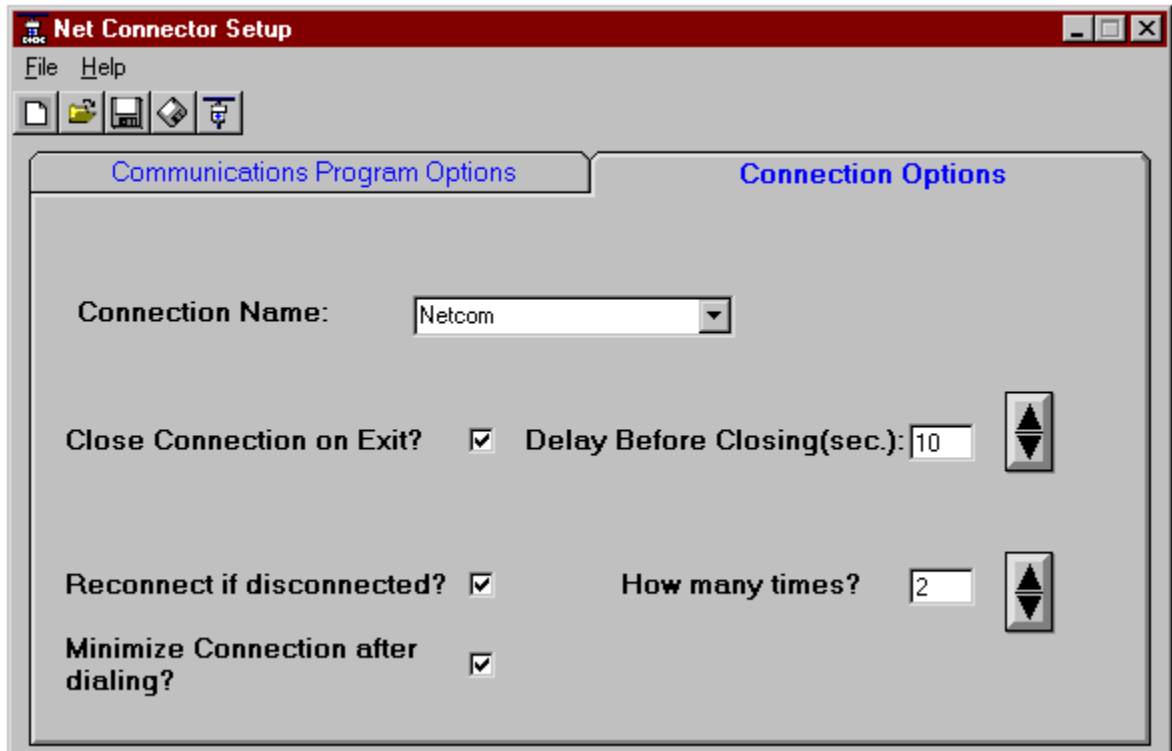 Net Connector Setup
File Help
Communications Program Options
Connection Options
Connection Name: Netcom
Close Connection on Exit? Delay Before Closing(sec.): 10
Reconnect if disconnected? How many times? 2
Minimize Connection after
dialing?